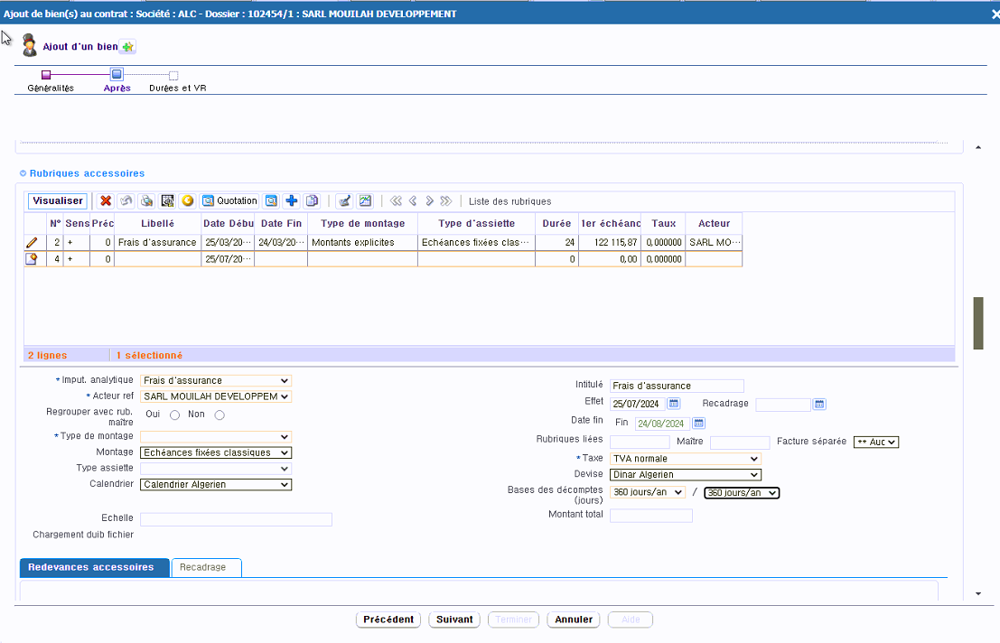 Ajout de bien(s) au contrat : Société : ALC - Dossier : 102454/1 : SARL MOUILAH DEVELOPPEMENT
Ajout d'un bien
Généralités Après Durées et VR
Rubriques accessoires
Visualiser Quotation Liste des rubriques
N° Sens Préc Libellé Date Débu Date Fin Type de montage Type d'assiette Durée 1er échéanc Taux Acteur
2 + 0 Frais d'assurance 25/03/20··· 24/03/20··· Montants explicites Echéances fixées clas··· 24 122 115,87 0,000000 SARL MO···
4 + 0 25/07/20··· 0 0,00 0,000000
2 lignes 1 sélectionné
* Imput. analytique Frais d'assurance
* Acteur ref SARL MOUILAH DEVELOPPEM
Regrouper avec rub. maître Oui Non
* Type de montage
Montage Echéances fixées classiques
Type assiette
Calendrier Calendrier Algerien
Echelle
Chargement duib fichier
Intitulé Frais d'assurance
Effet 25/07/2024 Recadrage
Date fin Fin 24/08/2024
Rubriques liées Maître Facture séparée ** Auc
* Taxe TVA normale
Devise Dinar Algerien
Bases des décomptes (jours) 360 jours/an / 360 jours/an
Montant total
Redevances accessoires Recadrage
Précédent Suivant Terminer Annuler Aide